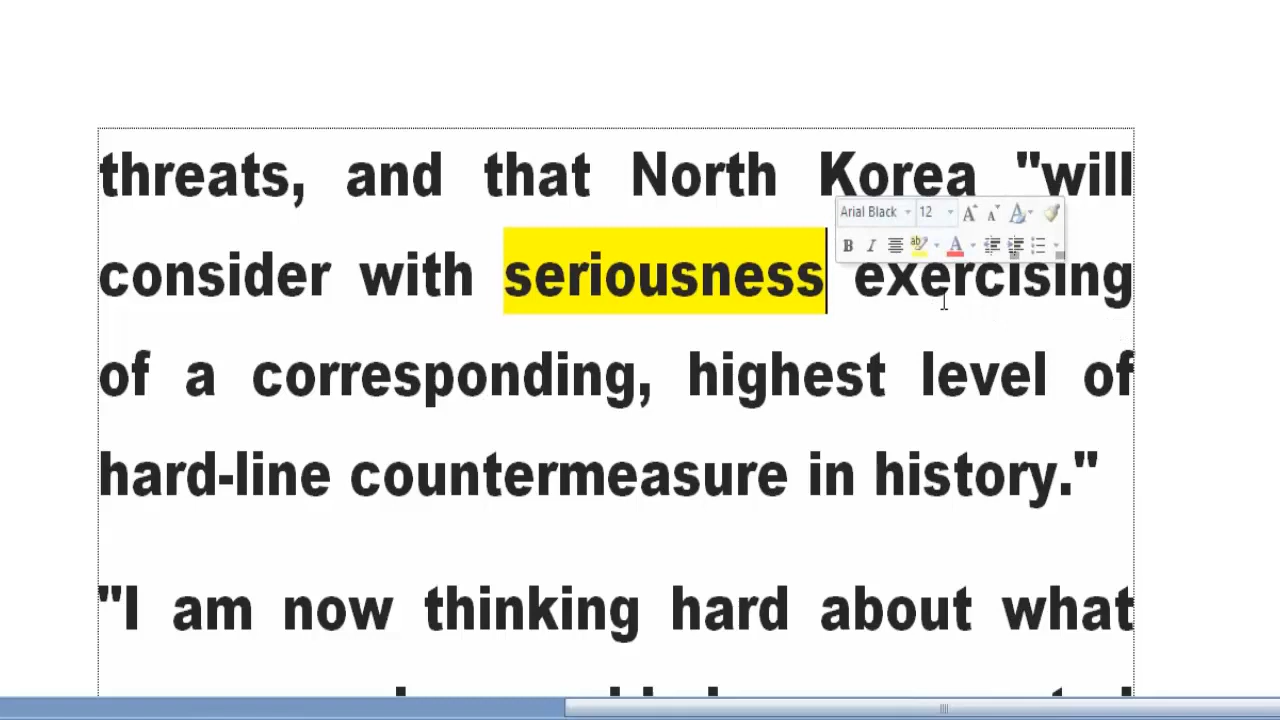 threats, and that North Korea "will
Arial Black 12
consider with seriousness exercising
of a corresponding, highest level of
hard-line countermeasure in history."
"I am now thinking hard about what